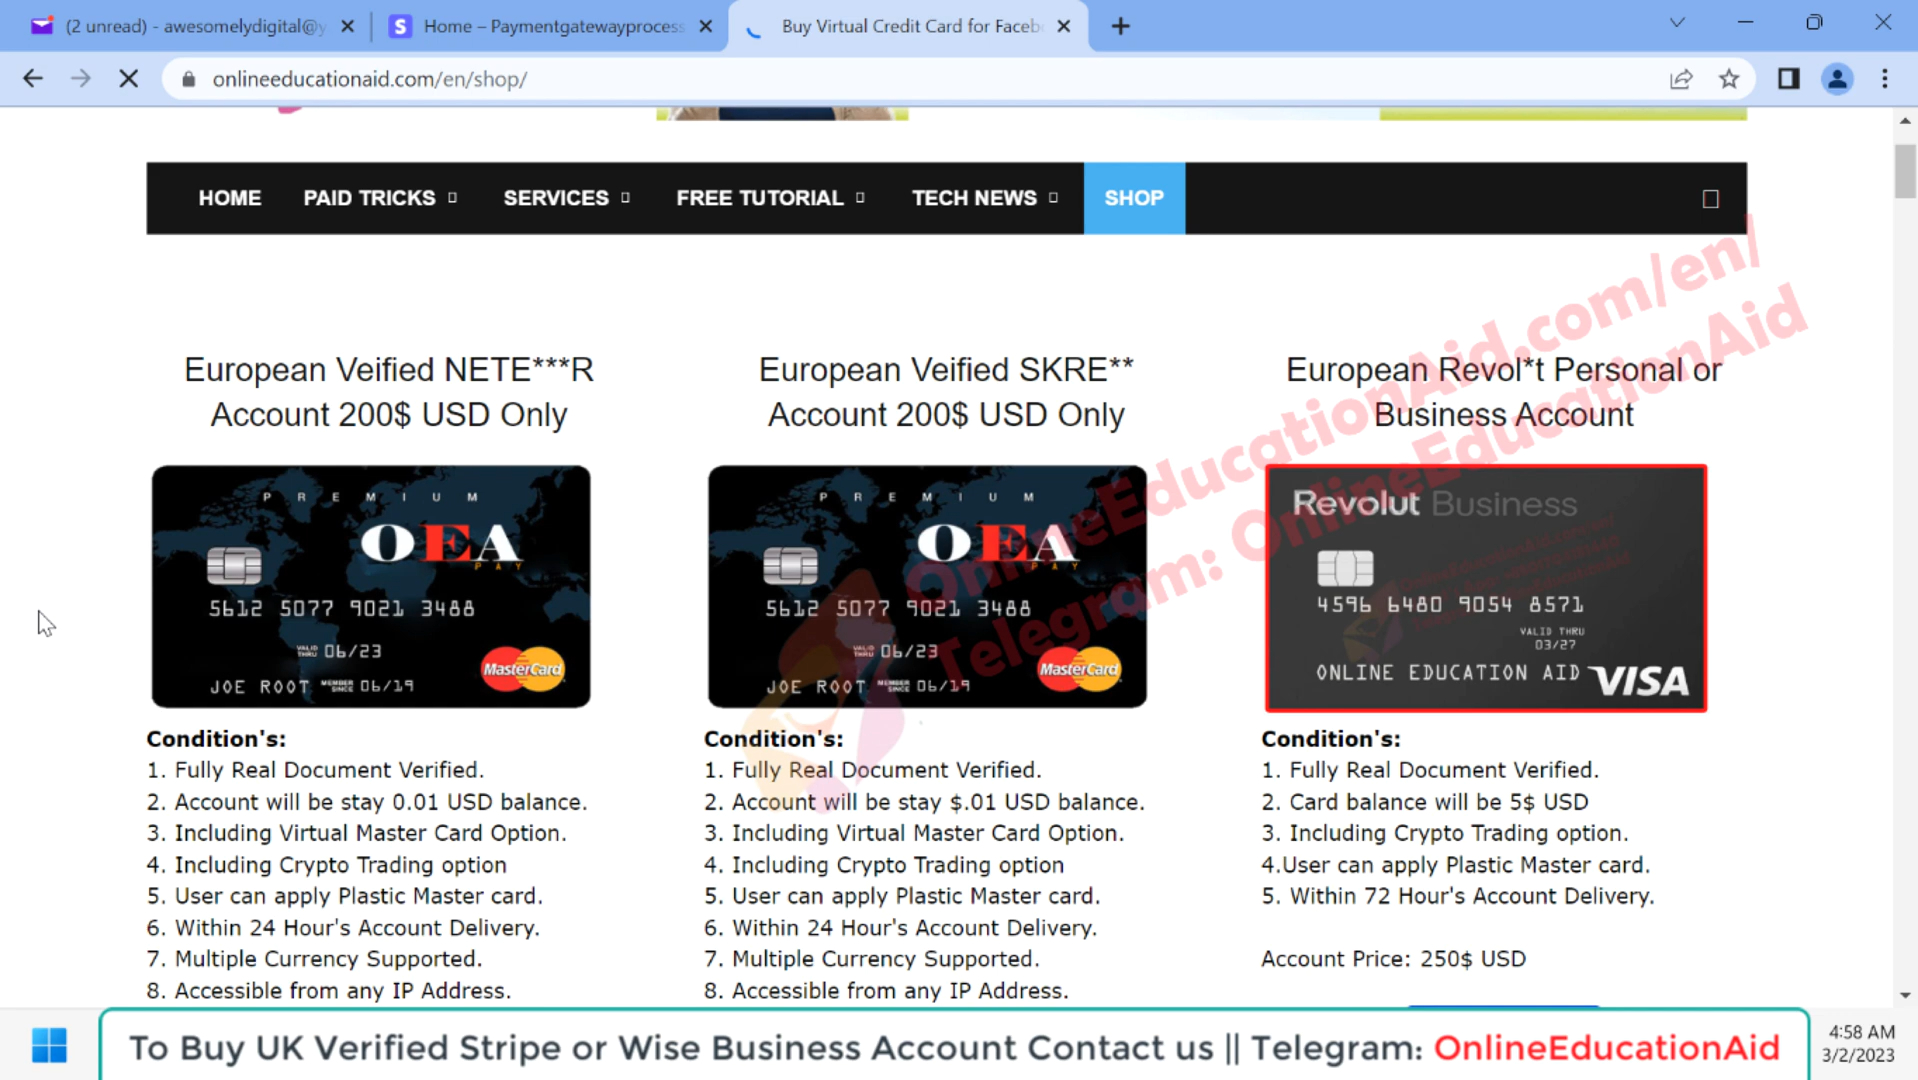 (2 unread) - awesomelydigital@y
Home – Paymentgatewayprocess
Buy Virtual Credit Card for Faceb
onlineeducationaid.com/en/shop/
HOME PAID TRICKS SERVICES FREE TUTORIAL TECH NEWS SHOP
OnlineEducationAid.com/en/
Telegram: OnlineEducationAid
European Veified NETE***R
Account 200$ USD Only
PREMIUM
OEA
PAY
5612 5077 9021 3488
VALID THRU 06/23
JOE ROOT MEMBER SINCE 06/19
MasterCard
Condition's:
1. Fully Real Document Verified.
2. Account will be stay 0.01 USD balance.
3. Including Virtual Master Card Option.
4. Including Crypto Trading option
5. User can apply Plastic Master card.
6. Within 24 Hour's Account Delivery.
7. Multiple Currency Supported.
8. Accessible from any IP Address.
European Veified SKRE**
Account 200$ USD Only
PREMIUM
OEA
PAY
5612 5077 9021 3488
VALID THRU 06/23
JOE ROOT MEMBER SINCE 06/19
MasterCard
Condition's:
1. Fully Real Document Verified.
2. Account will be stay $.01 USD balance.
3. Including Virtual Master Card Option.
4. Including Crypto Trading option
5. User can apply Plastic Master card.
6. Within 24 Hour's Account Delivery.
7. Multiple Currency Supported.
8. Accessible from any IP Address.
European Revol*t Personal or
Business Account
Revolut Business
4596 6480 9054 8571
VALID THRU
03/27
ONLINE EDUCATION AID VISA
Condition's:
1. Fully Real Document Verified.
2. Card balance will be 5$ USD
3. Including Crypto Trading option.
4.User can apply Plastic Master card.
5. Within 72 Hour's Account Delivery.
Account Price: 250$ USD
To Buy UK Verified Stripe or Wise Business Account Contact us || Telegram: OnlineEducationAid
4:58 AM
3/2/2023